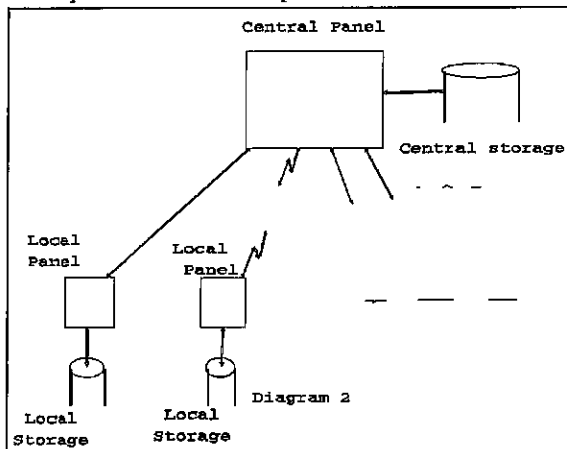 Central Panel
Central storage
Local
Panel
Local
Panel
Diagram 2
Local
Storage
Local
Storage